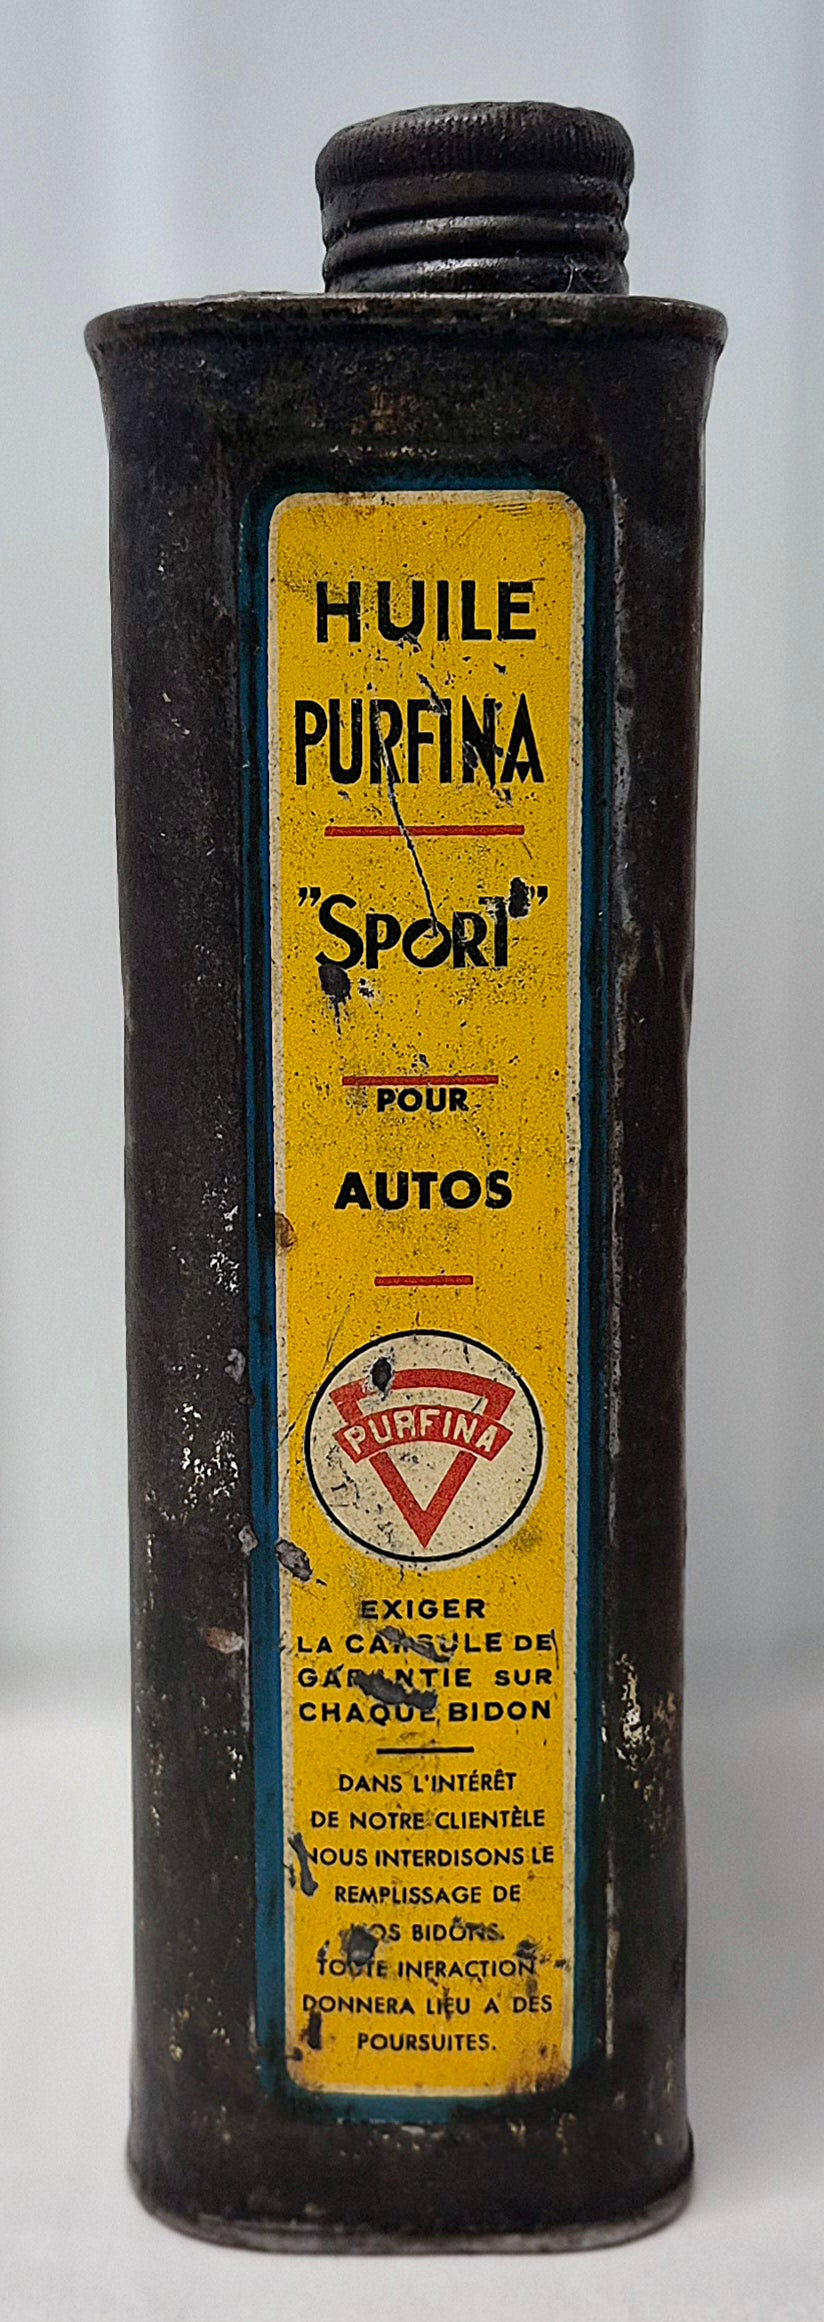 HUILE
PURFINA
"SPORT"
POUR
AUTOS
PURFINA
EXIGER
LA CAPSULE DE
GARANTIE SUR
CHAQUE BIDON
DANS L'INTÉRÊT
DE NOTRE CLIENTÈLE
NOUS INTERDISONS LE
REMPLISSAGE DE
NOS BIDONS.
TOUTE INFRACTION
DONNERA LIEU A DES
POURSUITES.